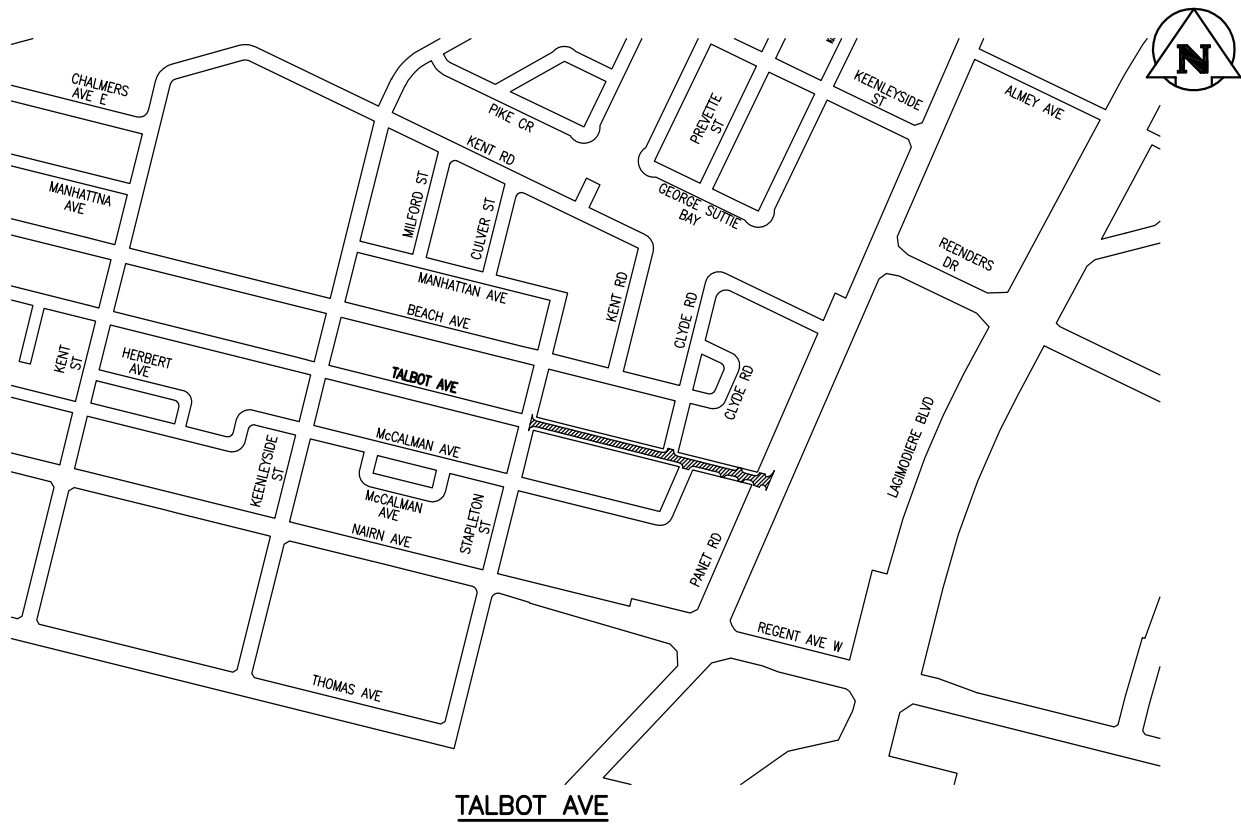 N
CHALMERS
AVE E
KEENLEYSIDE
ST
ALMEY AVE
PIKE CR
PREVETTE
ST
KENT RD
MANHATTNA
AVE
MILFORD ST
CULVER ST
GEORGE SUTTIE
BAY
REENDERS
DR
MANHATTAN AVE
KENT RD
CLYDE RD
BEACH AVE
KENT
ST
HERBERT
AVE
TALBOT AVE
CLYDE RD
McCALMAN AVE
LAGIMODIERE BLVD
KEENLEYSIDE
ST
McCALMAN
AVE
STAPLETON
ST
NAIRN AVE
PANET RD
REGENT AVE W
THOMAS AVE
TALBOT AVE